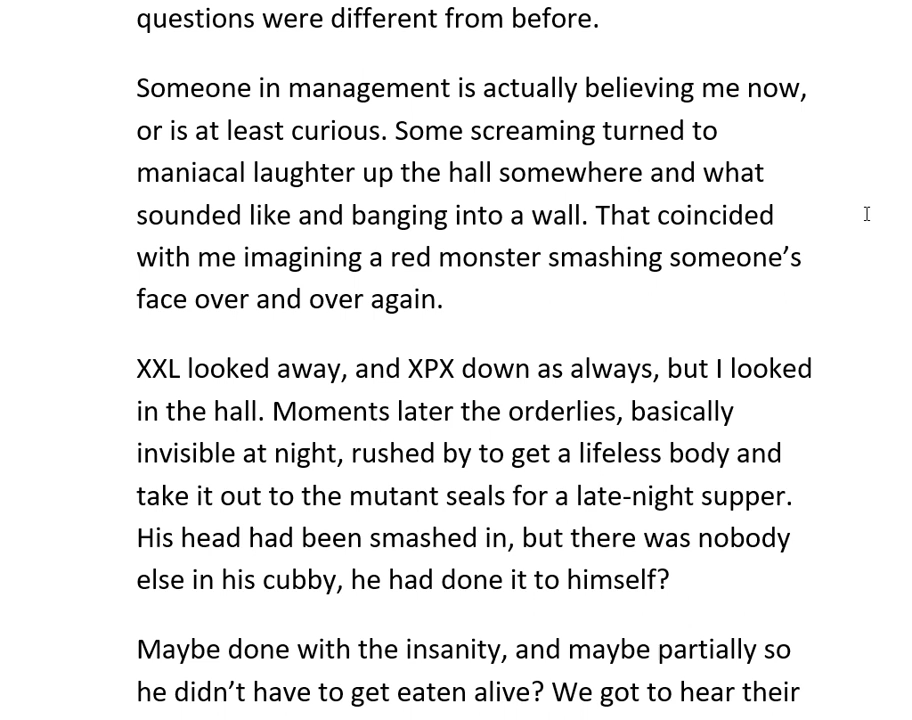 questions were different from before.
Someone in management is actually believing me now,
or is at least curious. Some screaming turned to
maniacal laughter up the hall somewhere and what
sounded like and banging into a wall. That coincided
with me imagining a red monster smashing someone’s
face over and over again.
XXL looked away, and XPX down as always, but I looked
in the hall. Moments later the orderlies, basically
invisible at night, rushed by to get a lifeless body and
take it out to the mutant seals for a late-night supper.
His head had been smashed in, but there was nobody
else in his cubby, he had done it to himself?
Maybe done with the insanity, and maybe partially so
he didn’t have to get eaten alive? We got to hear their